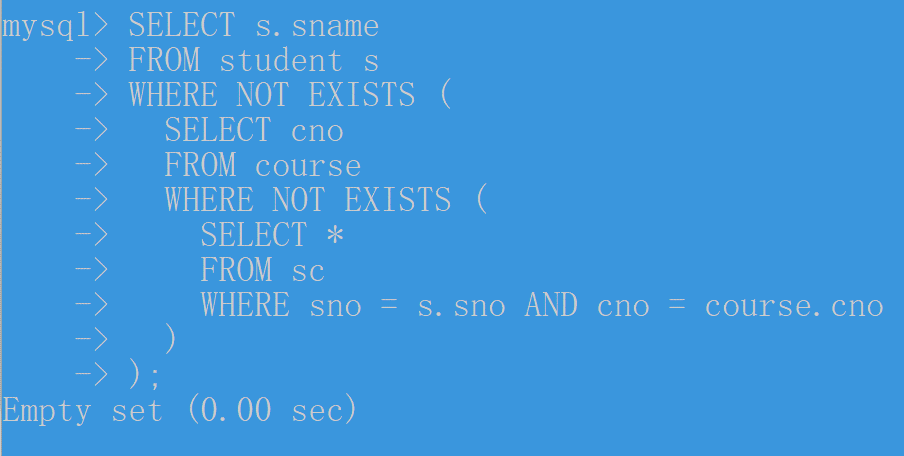 mysql> SELECT s.sname
    -> FROM student s
    -> WHERE NOT EXISTS (
    ->   SELECT cno
    ->   FROM course
    ->   WHERE NOT EXISTS (
    ->     SELECT *
    ->     FROM sc
    ->     WHERE sno = s.sno AND cno = course.cno
    ->   )
    -> );
Empty set (0.00 sec)